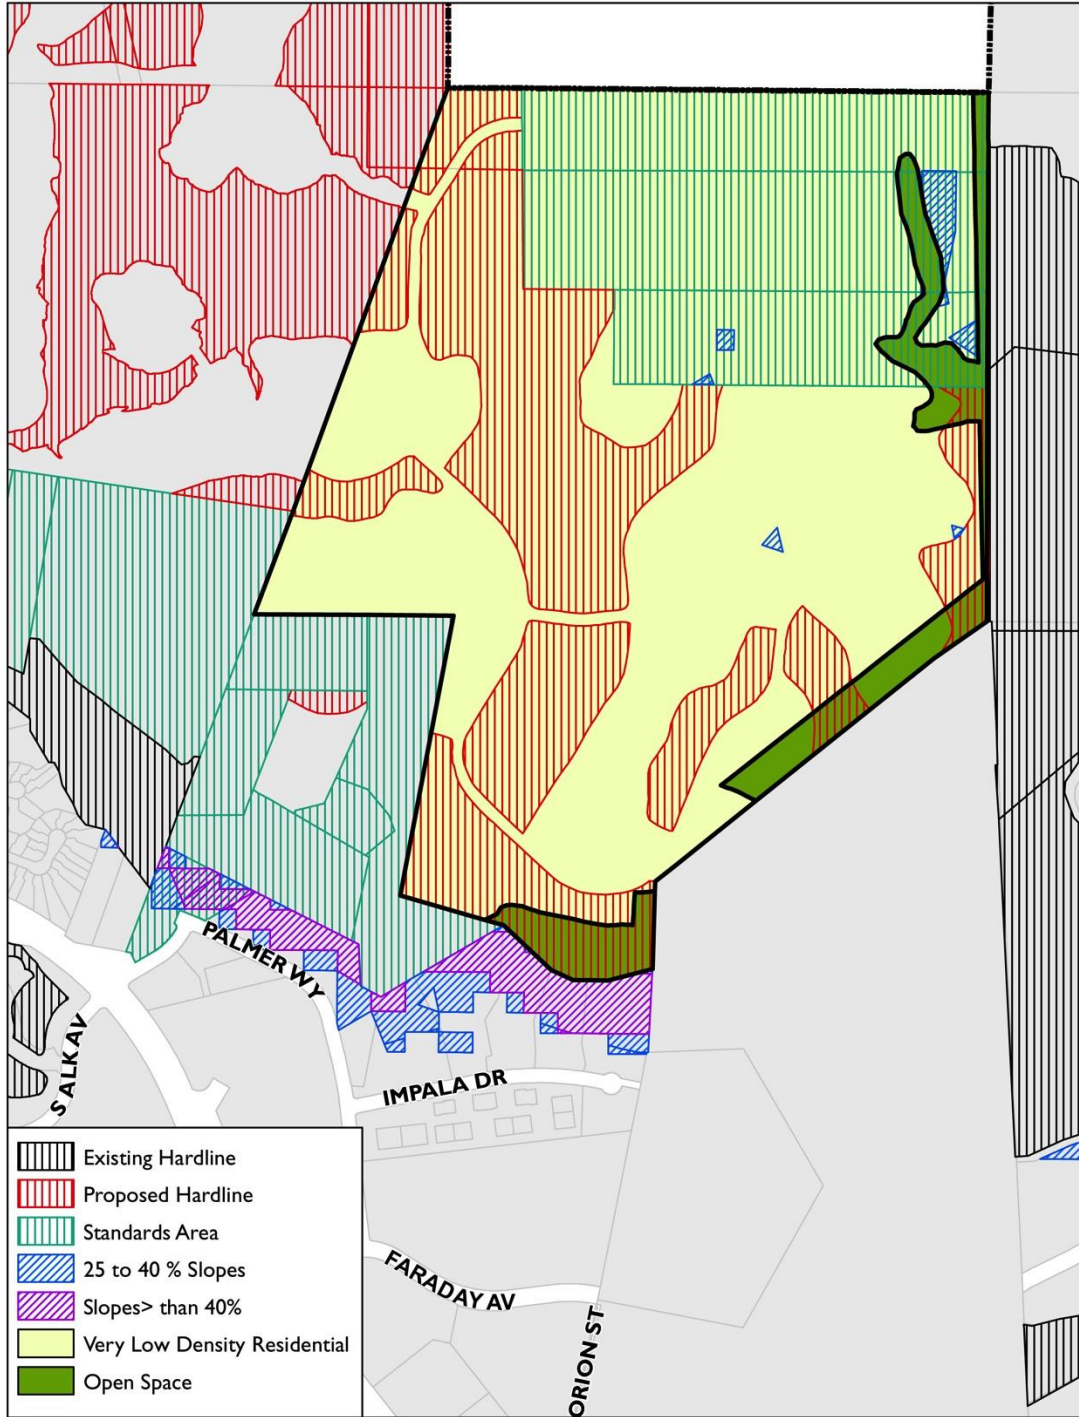 PALMER WY
S ALK AV
IMPALA DR
FARADAY AV
ORION ST
Existing Hardline
Proposed Hardline
Standards Area
25 to 40 % Slopes
Slopes> than 40%
Very Low Density Residential
Open Space